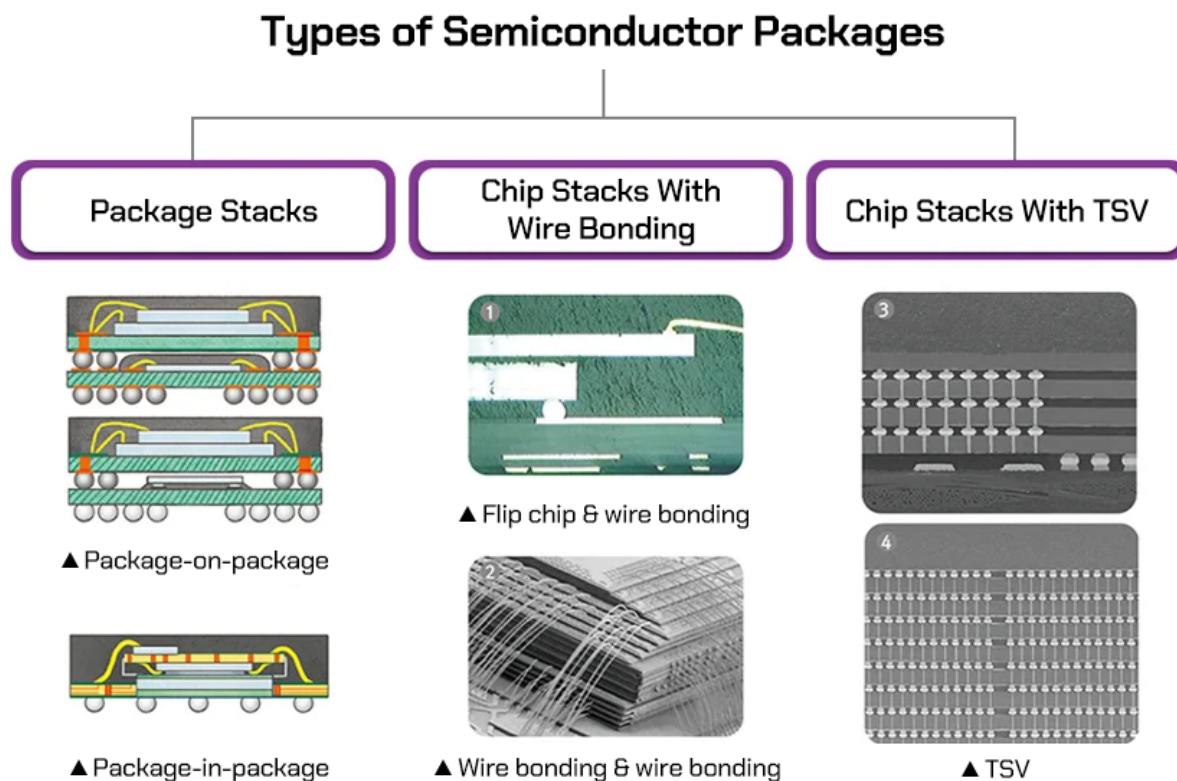 Types of Semiconductor Packages
Package Stacks
Chip Stacks With
Wire Bonding
Chip Stacks With TSV
1
3
▲ Flip chip & wire bonding
▲ Package-on-package
2
4
▲ Package-in-package
▲ Wire bonding & wire bonding
▲ TSV